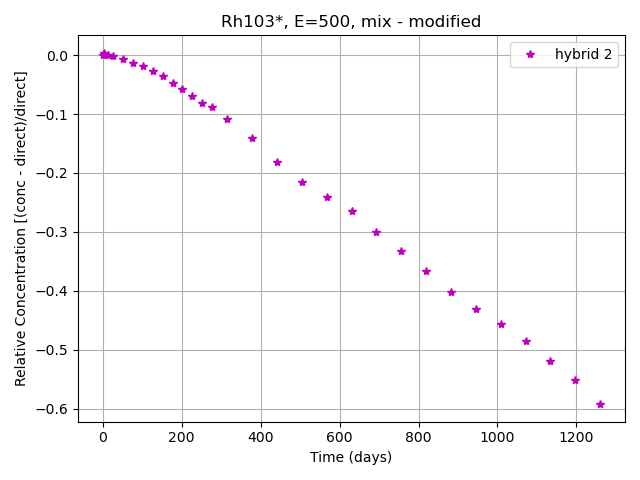 Rh103*, E=500, mix - modified
hybrid 2
Relative Concentration [(conc - direct)/direct]
0.0
−0.1
−0.2
−0.3
−0.4
−0.5
−0.6
0 200 400 600 800 1000 1200
Time (days)